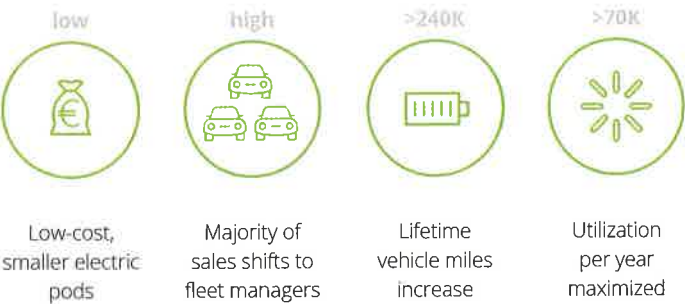 low
high
>240K
>70K
€
Low-cost,
smaller electric
pods
Majority of
sales shifts to
fleet managers
Lifetime
vehicle miles
increase
Utilization
per year
maximized